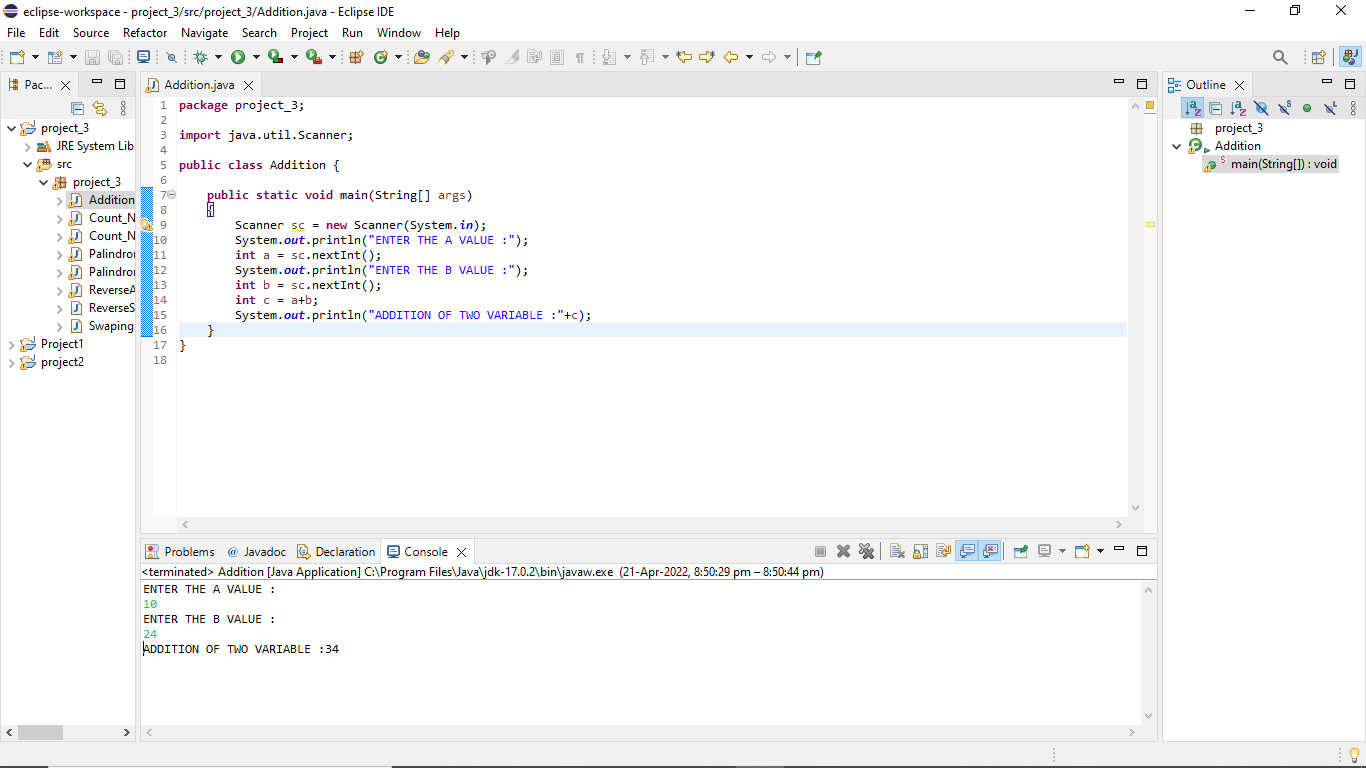 eclipse-workspace - project_3/src/project_3/Addition.java - Eclipse IDE
File Edit Source Refactor Navigate Search Project Run Window Help
Pac...
project_3
JRE System Lib
src
project_3
Addition
Count_N
Count_N
Palindro
Palindro
ReverseA
ReverseS
Swaping
Project1
project2
Addition.java
1 package project_3;
2
3 import java.util.Scanner;
4
5 public class Addition {
6
7 public static void main(String[] args)
8 {
9 Scanner sc = new Scanner(System.in);
10 System.out.println("ENTER THE A VALUE :");
11 int a = sc.nextInt();
12 System.out.println("ENTER THE B VALUE :");
13 int b = sc.nextInt();
14 int c = a+b;
15 System.out.println("ADDITION OF TWO VARIABLE :"+c);
16 }
17 }
18
Outline
project_3
Addition
main(String[]) : void
Problems @ Javadoc Declaration Console
<terminated> Addition [Java Application] C:\Program Files\Java\jdk-17.0.2\bin\javaw.exe (21-Apr-2022, 8:50:29 pm – 8:50:44 pm)
ENTER THE A VALUE :
10
ENTER THE B VALUE :
24
ADDITION OF TWO VARIABLE :34